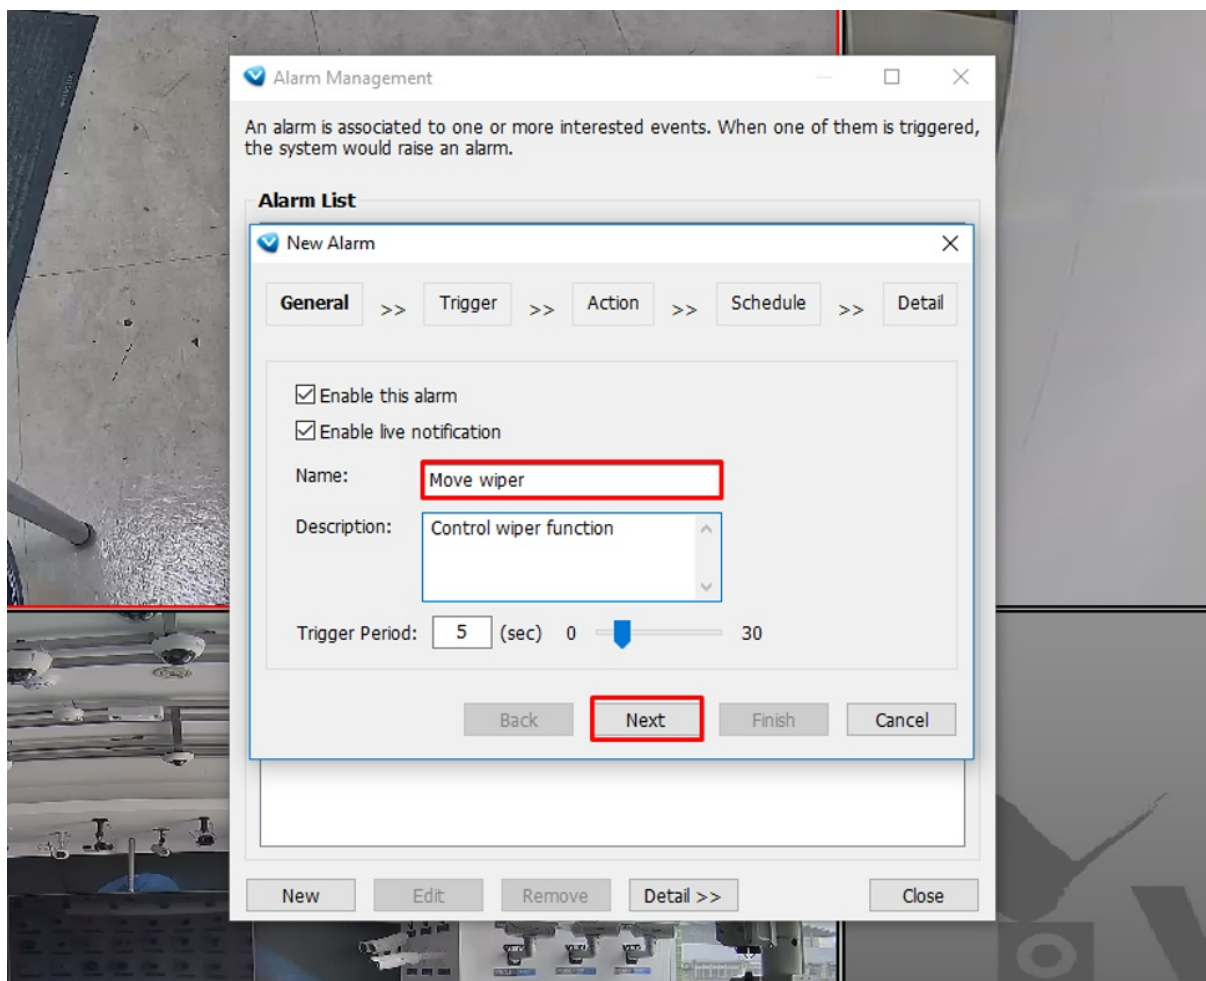 Alarm Management
An alarm is associated to one or more interested events. When one of them is triggered,
the system would raise an alarm.
Alarm List
New Alarm
General >> Trigger >> Action >> Schedule >> Detail
Enable this alarm
Enable live notification
Name: Move wiper
Description: Control wiper function
Trigger Period: 5 (sec) 0 30
Back Next Finish Cancel
New Edit Remove Detail >> Close